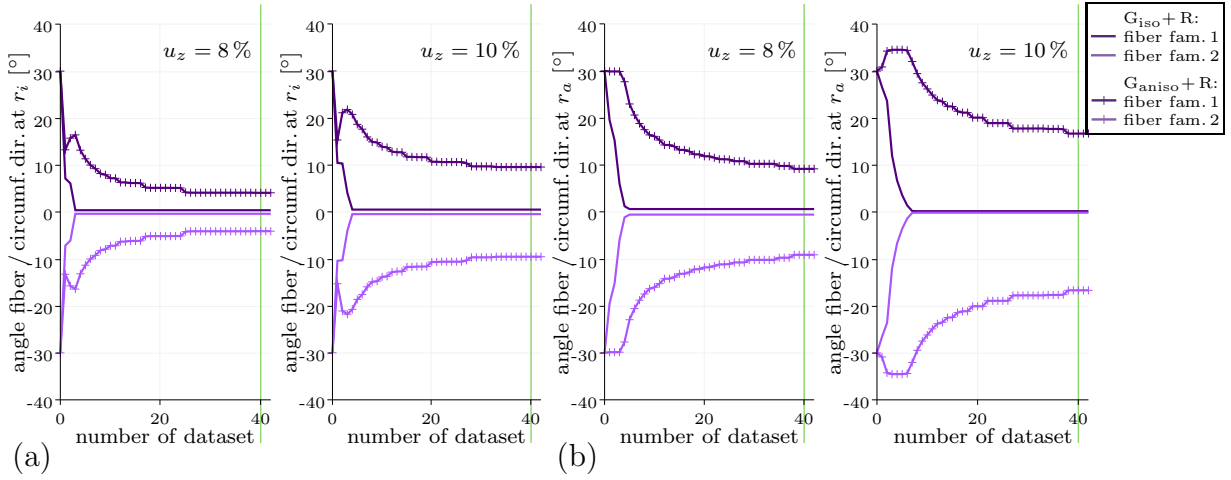 angle fiber / circumf. dir. at r_i [°]
40
30
20
10
0
-10
-20
-30
-40
u_z = 8 %
0
20
40
number of dataset
(a)
angle fiber / circumf. dir. at r_i [°]
40
30
20
10
0
-10
-20
-30
-40
u_z = 10 %
0
20
40
number of dataset
angle fiber / circumf. dir. at r_a [°]
40
30
20
10
0
-10
-20
-30
-40
u_z = 8 %
0
20
40
number of dataset
(b)
angle fiber / circumf. dir. at r_a [°]
40
30
20
10
0
-10
-20
-30
-40
u_z = 10 %
0
20
40
number of dataset
G_iso + R:
fiber fam. 1
fiber fam. 2
G_aniso + R:
fiber fam. 1
fiber fam. 2